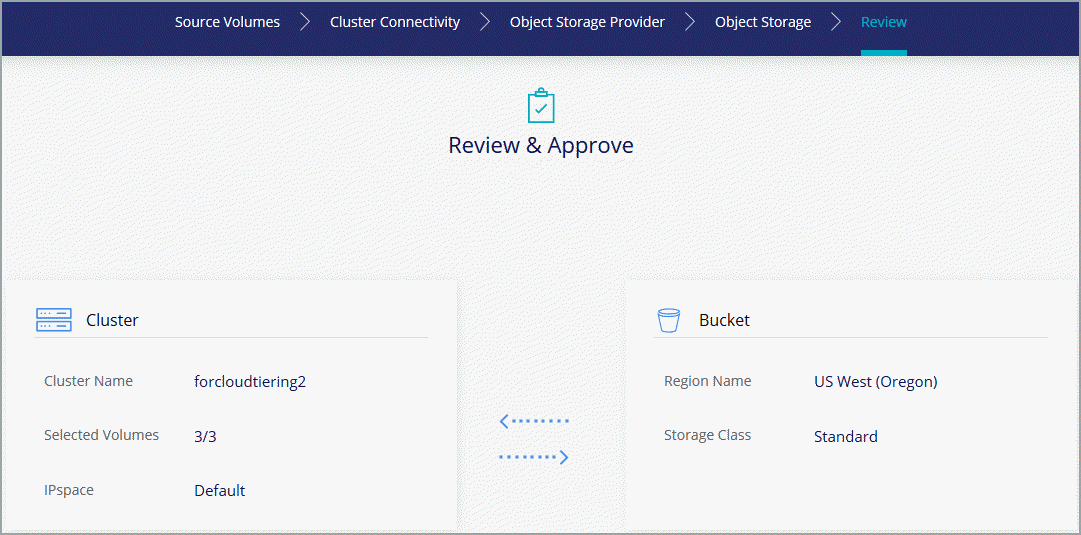 Source Volumes Cluster Connectivity Object Storage Provider Object Storage Review
Review & Approve
Cluster
Cluster Name forcloudtiering2
Selected Volumes 3/3
IPspace Default
Bucket
Region Name US West (Oregon)
Storage Class Standard